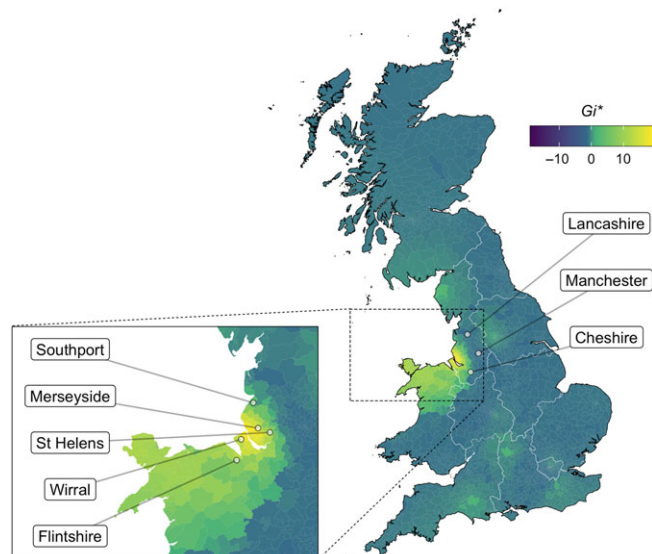 Gi*
−10 0 10
Lancashire
Manchester
Cheshire
Southport
Merseyside
St Helens
Wirral
Flintshire